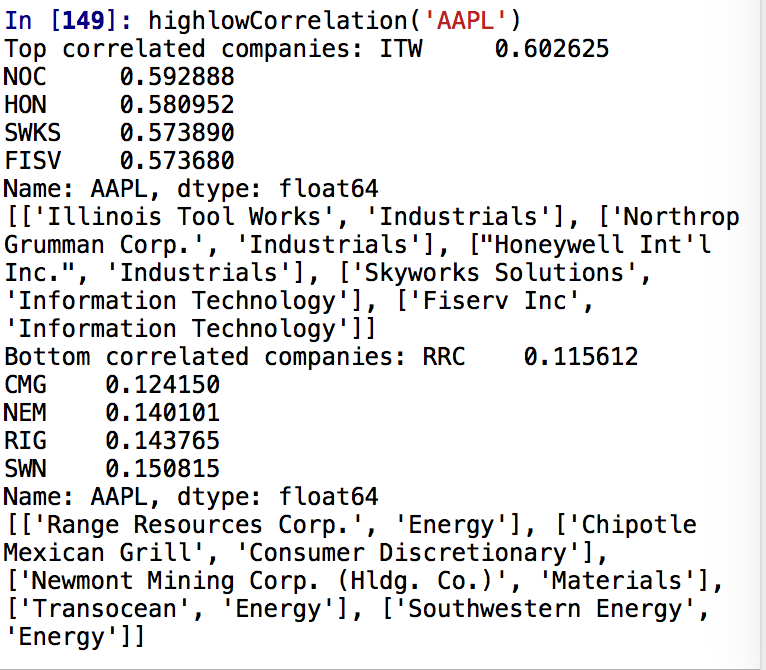 In [149]: highlowCorrelation('AAPL')
Top correlated companies: ITW     0.602625
NOC     0.592888
HON     0.580952
SWKS    0.573890
FISV    0.573680
Name: AAPL, dtype: float64
[['Illinois Tool Works', 'Industrials'], ['Northrop
Grumman Corp.', 'Industrials'], ["Honeywell Int'l
Inc.", 'Industrials'], ['Skyworks Solutions',
'Information Technology'], ['Fiserv Inc',
'Information Technology']]
Bottom correlated companies: RRC    0.115612
CMG    0.124150
NEM    0.140101
RIG    0.143765
SWN    0.150815
Name: AAPL, dtype: float64
[['Range Resources Corp.', 'Energy'], ['Chipotle
Mexican Grill', 'Consumer Discretionary'],
['Newmont Mining Corp. (Hldg. Co.)', 'Materials'],
['Transocean', 'Energy'], ['Southwestern Energy',
'Energy']]